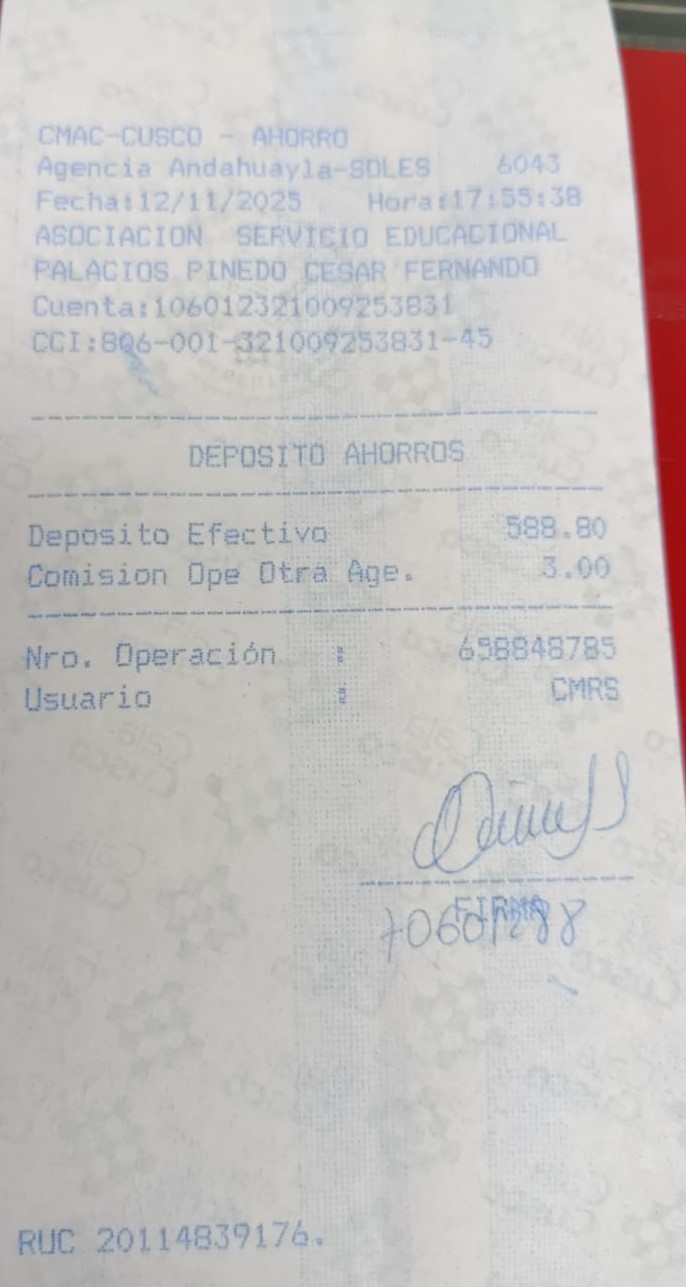 CMAC-CUSCO - AHORRO
Agencia Andahuayla-SOLES 6043
Fecha:12/11/2025 Hora:17:55:38
ASOCIACION SERVICIO EDUCACIONAL
PALACIOS PINEDO CESAR FERNANDO
Cuenta:106012321009253831
CCI:806-001-321009253831-45
DEPOSITO AHORROS
Deposito Efectivo 588.80
Comision Ope Otra Age. 3.00
Nro. Operación : 658848785
Usuario : CMRS
FIRMA
RUC 20114839176.